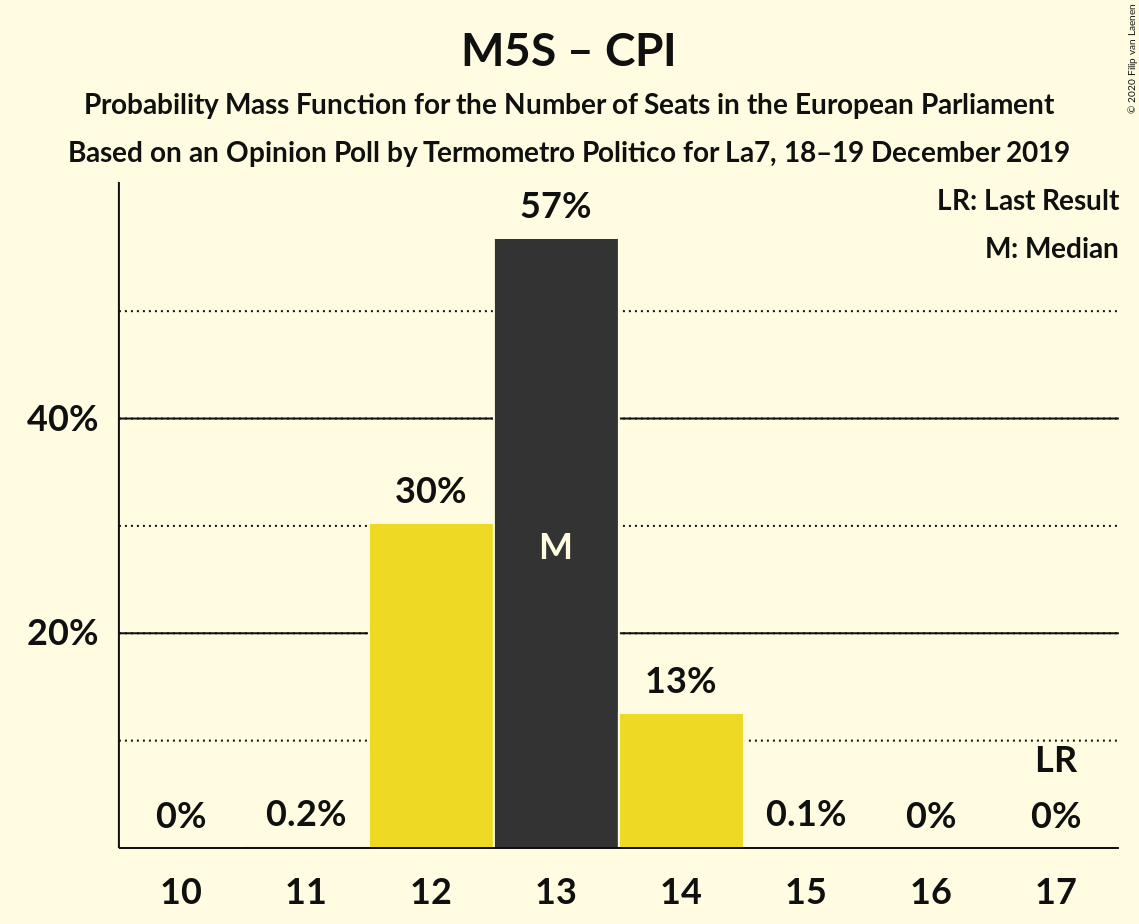 M5S – CPI
Probability Mass Function for the Number of Seats in the European Parliament
Based on an Opinion Poll by Termometro Politico for La7, 18–19 December 2019
© 2020 Filip van Laenen
LR: Last Result
M: Median
57%
40%
30%
M
20%
13%
LR
0%
0.2%
0.1%
0%
0%
10 11 12 13 14 15 16 17